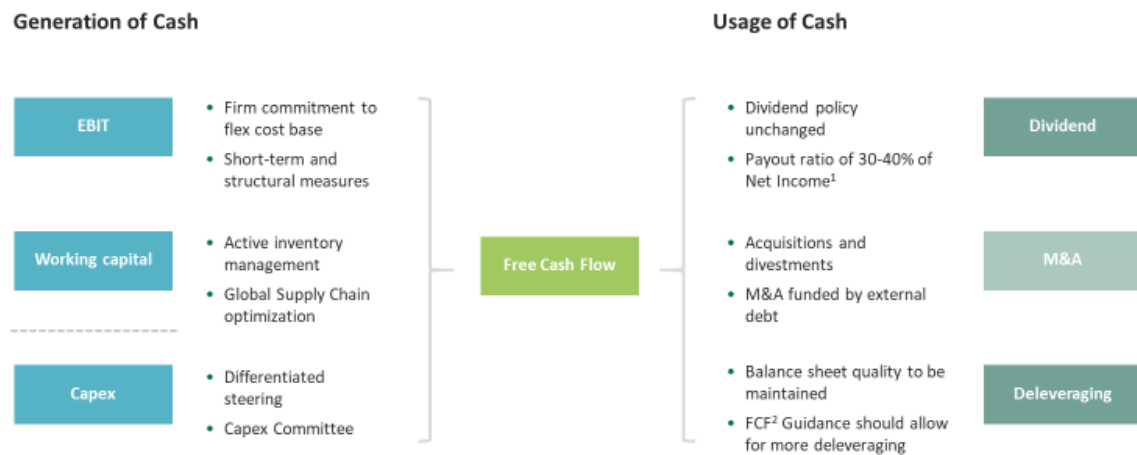 Generation of Cash
Usage of Cash
EBIT
• Firm commitment to
flex cost base
• Short-term and
structural measures
Working capital
• Active inventory
management
• Global Supply Chain
optimization
Capex
• Differentiated
steering
• Capex Committee
Free Cash Flow
• Dividend policy
unchanged
• Payout ratio of 30-40% of
Net Income¹
Dividend
• Acquisitions and
divestments
• M&A funded by external
debt
M&A
• Balance sheet quality to be
maintained
• FCF² Guidance should allow
for more deleveraging
Deleveraging